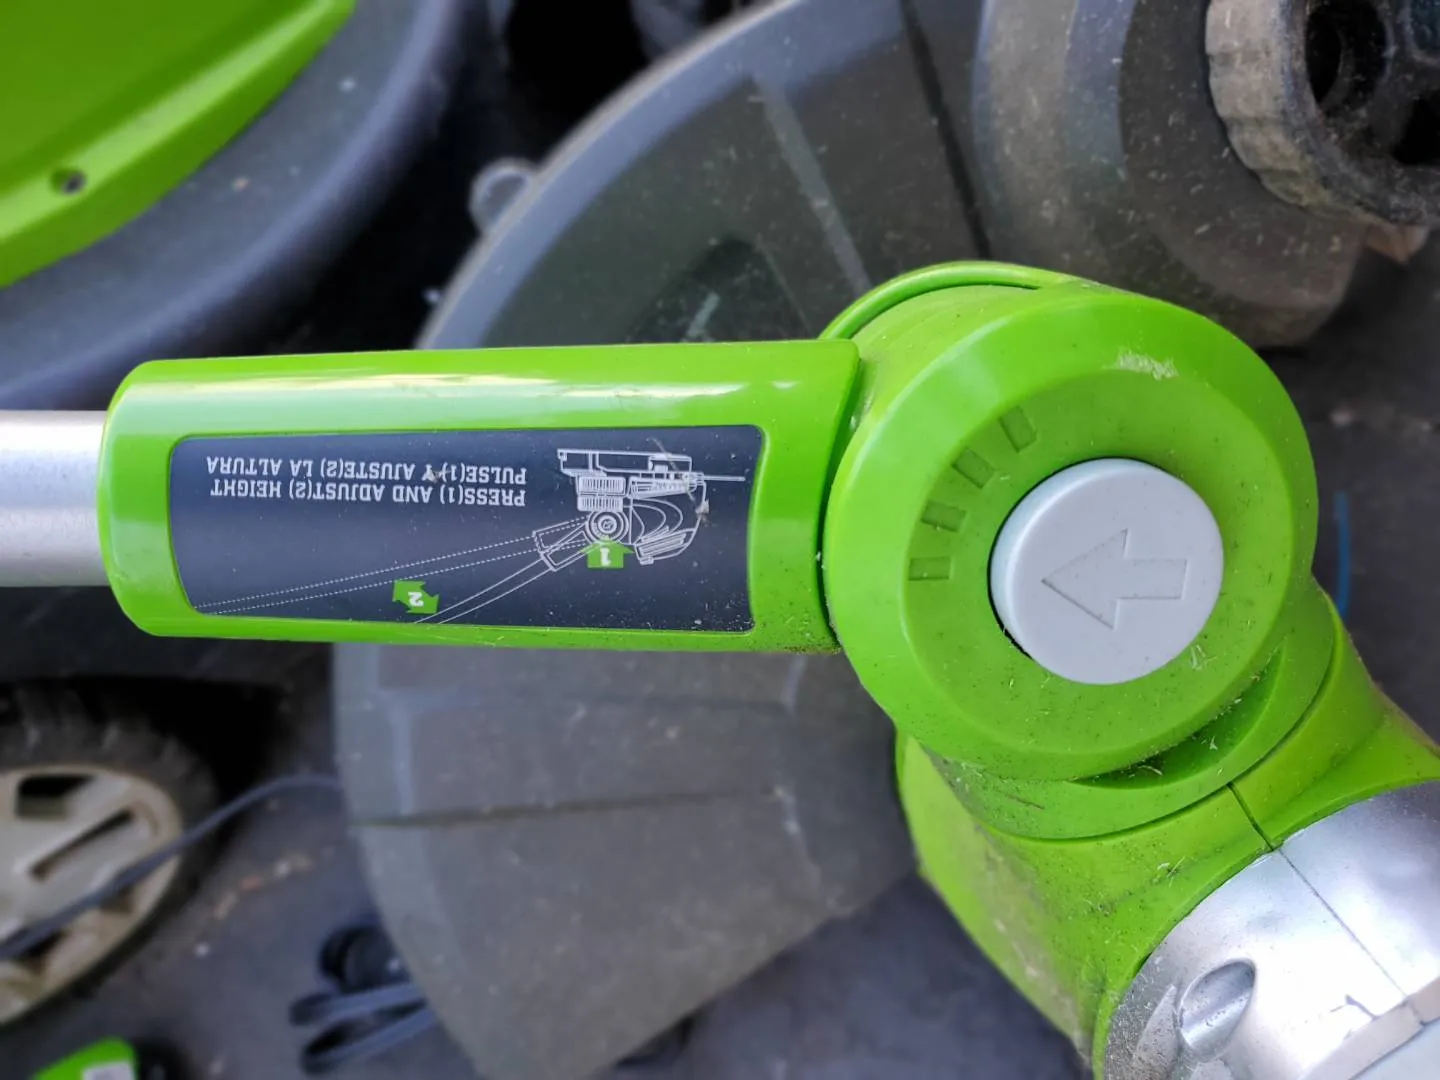 PRESS(1) AND ADJUST(2) HEIGHT
PULSE(1) Y AJUSTE(2) LA ALTURA
1
2